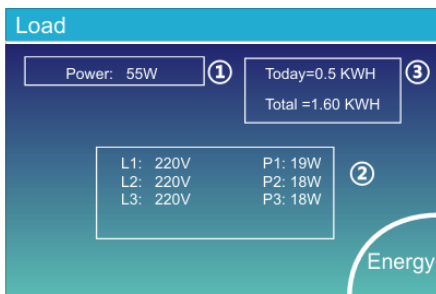 Load
Power: 55W ①
Today=0.5 KWH ③
Total =1.60 KWH
L1: 220V P1: 19W ②
L2: 220V P2: 18W
L3: 220V P3: 18W
Energy